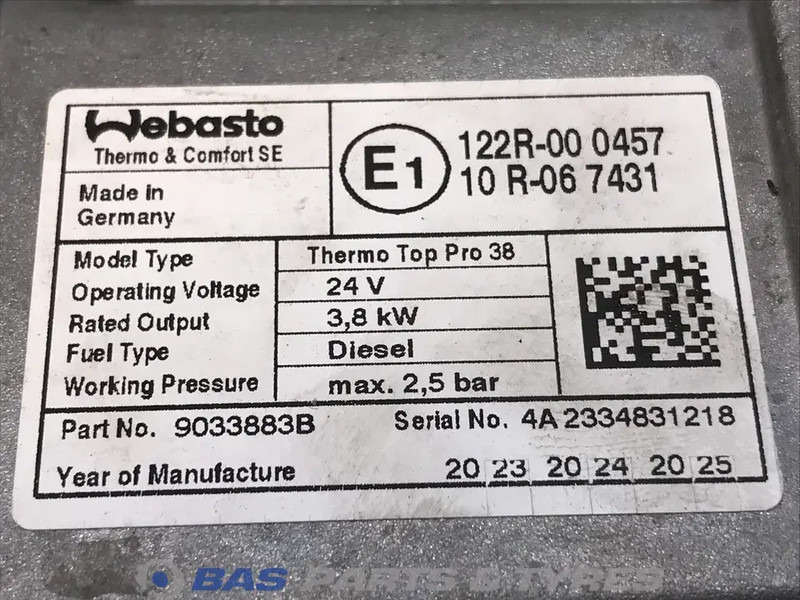 Webasto
Thermo & Comfort SE
Made in
Germany
E1
122R-00 0457
10 R-06 7431
Model Type Thermo Top Pro 38
Operating Voltage 24 V
Rated Output 3,8 kW
Fuel Type Diesel
Working Pressure max. 2,5 bar
Part No. 9033883B Serial No. 4A 2334831218
Year of Manufacture 20 23 20 24 20 25
BAS PARTS & TYRES